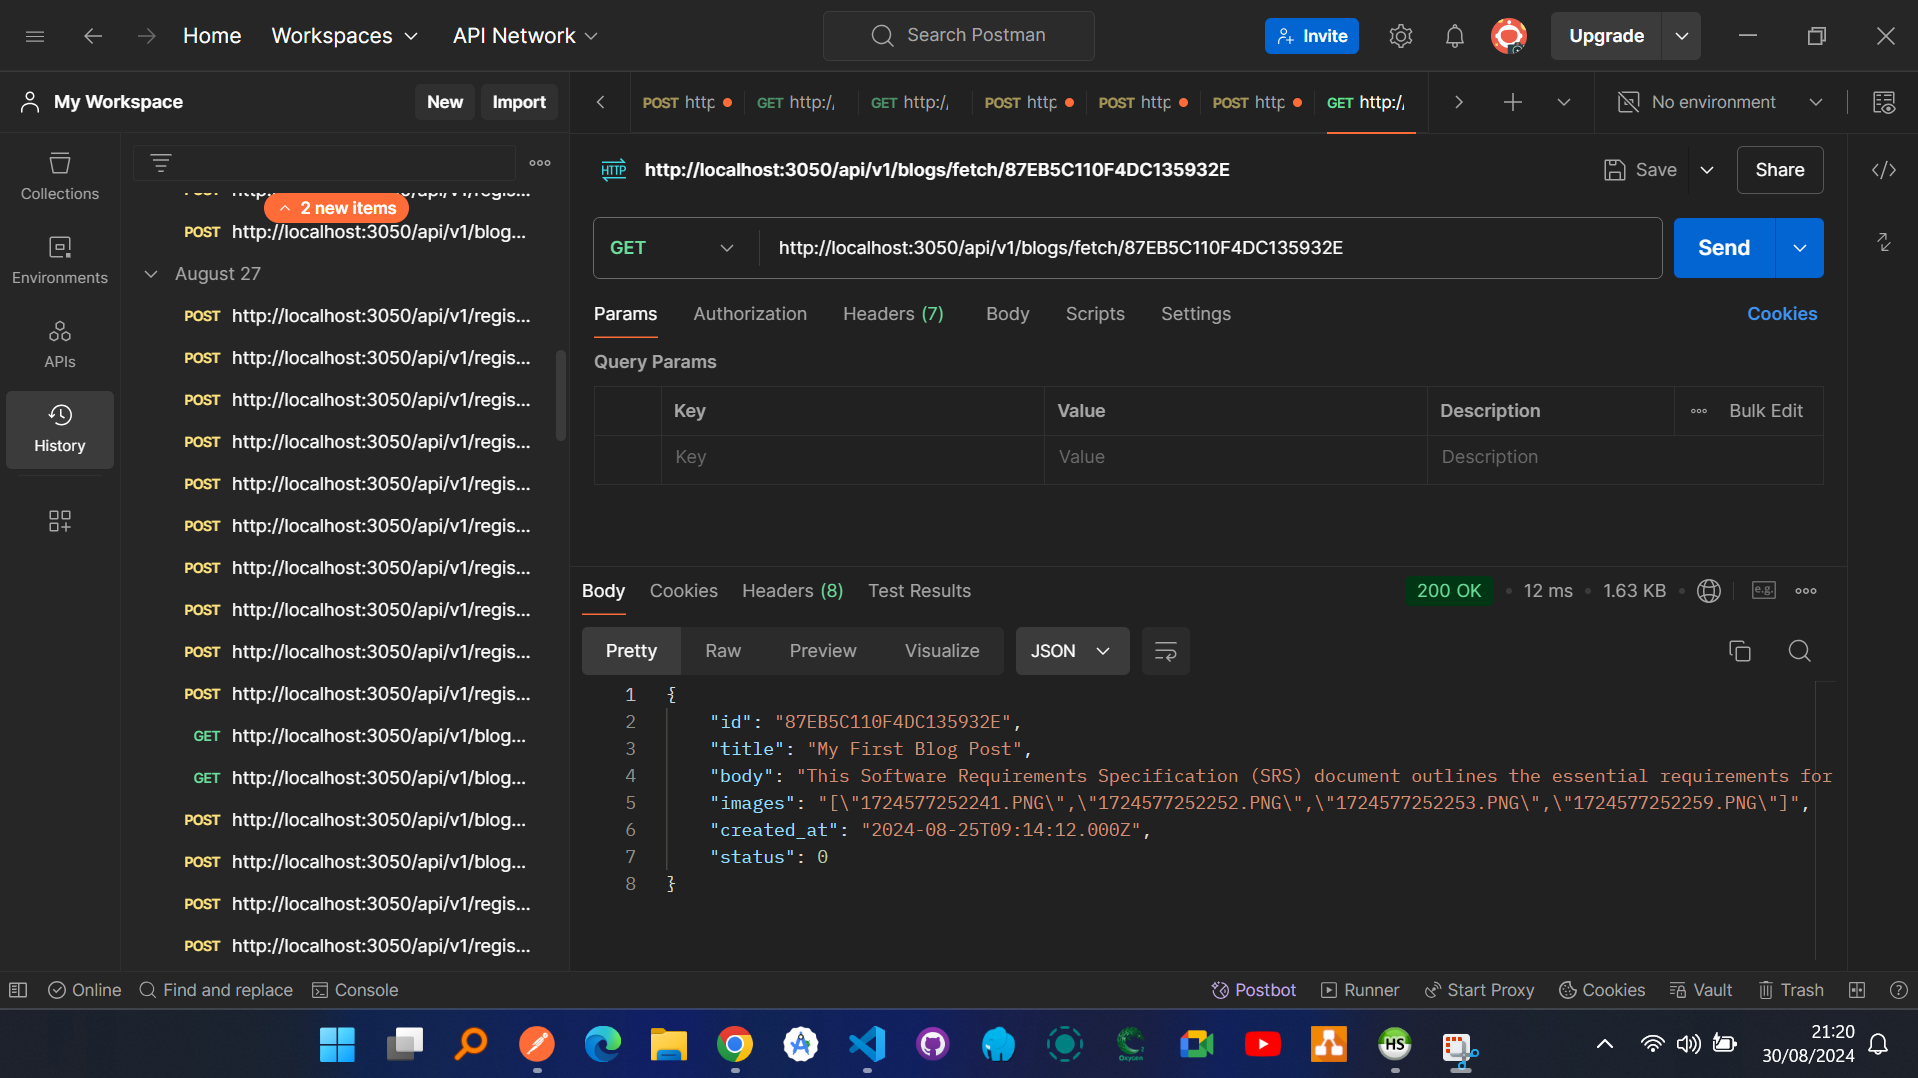 Home Workspaces API Network Search Postman Invite Upgrade
My Workspace New Import POST http GET http:/ GET http:/ POST http POST http POST http GET http:// No environment
Collections
Environments
APIs
History
2 new items
POST http://localhost:3050/api/v1/blog...
August 27
POST http://localhost:3050/api/v1/regis...
POST http://localhost:3050/api/v1/regis...
POST http://localhost:3050/api/v1/regis...
POST http://localhost:3050/api/v1/regis...
POST http://localhost:3050/api/v1/regis...
POST http://localhost:3050/api/v1/regis...
POST http://localhost:3050/api/v1/regis...
POST http://localhost:3050/api/v1/regis...
POST http://localhost:3050/api/v1/regis...
POST http://localhost:3050/api/v1/regis...
GET http://localhost:3050/api/v1/blog...
GET http://localhost:3050/api/v1/blog...
POST http://localhost:3050/api/v1/blog...
POST http://localhost:3050/api/v1/blog...
POST http://localhost:3050/api/v1/regis...
POST http://localhost:3050/api/v1/regis...
HTTP http://localhost:3050/api/v1/blogs/fetch/87EB5C110F4DC135932E Save Share
GET http://localhost:3050/api/v1/blogs/fetch/87EB5C110F4DC135932E Send
Params Authorization Headers (7) Body Scripts Settings Cookies
Query Params
Key Value Description Bulk Edit
Key Value Description
Body Cookies Headers (8) Test Results 200 OK 12 ms 1.63 KB e.g.
Pretty Raw Preview Visualize JSON
1 {
2 "id": "87EB5C110F4DC135932E",
3 "title": "My First Blog Post",
4 "body": "This Software Requirements Specification (SRS) document outlines the essential requirements for
5 "images": "[\"1724577252241.PNG\",\"1724577252252.PNG\",\"1724577252253.PNG\",\"1724577252259.PNG\"]",
6 "created_at": "2024-08-25T09:14:12.000Z",
7 "status": 0
8 }
Online Find and replace Console Postbot Runner Start Proxy Cookies Vault Trash
Oxygen HS 21:20
30/08/2024